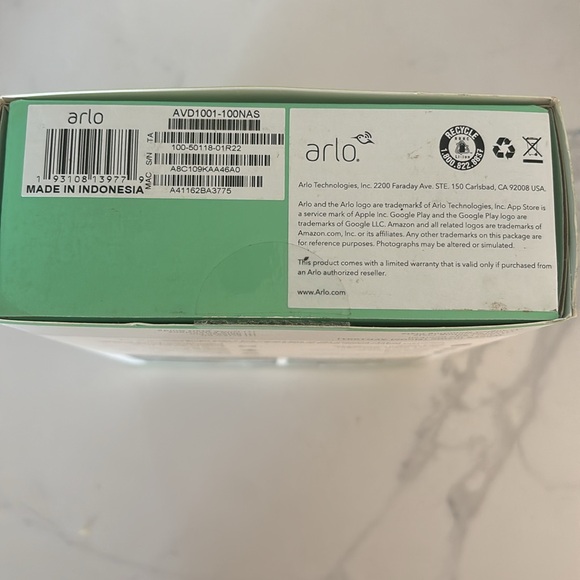 arlo
AVD1001-100NAS
TA
100-50118-01R22
S/N
A8C109KAA46A0
MAC
A41162BA3775
1 93108 13977 9
MADE IN INDONESIA
arlo
RECYCLE
1.800.822.8837
Arlo Technologies, Inc. 2200 Faraday Ave. STE. 150 Carlsbad, CA 92008 USA.
Arlo and the Arlo logo are trademarks of Arlo Technologies, Inc. App Store is
a service mark of Apple Inc. Google Play and the Google Play logo are
trademarks of Google LLC. Amazon and all related logos are trademarks of
Amazon.com, Inc. or its affiliates. Any other trademarks on this package are
for reference purposes. Photographs may be altered or simulated.
This product comes with a limited warranty that is valid only if purchased from
an Arlo authorized reseller.
www.Arlo.com